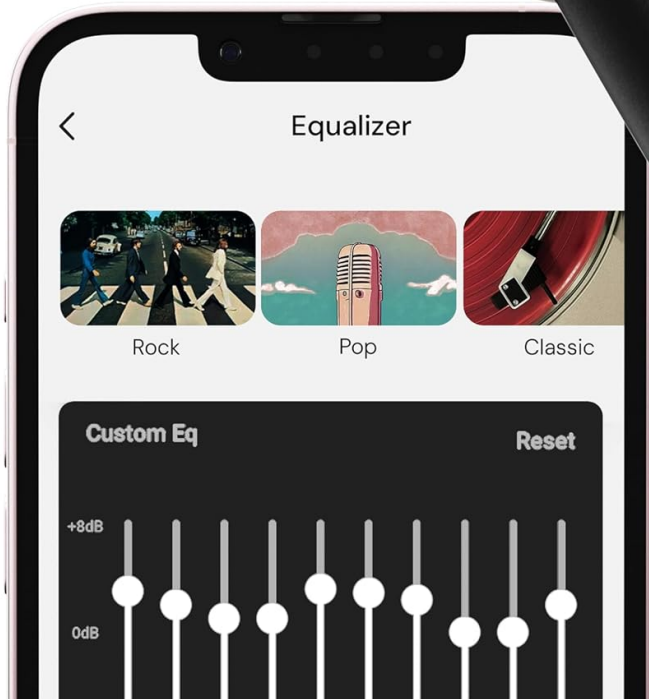 Equalizer
Rock
Pop
Classic
Custom Eq
Reset
+8dB
0dB